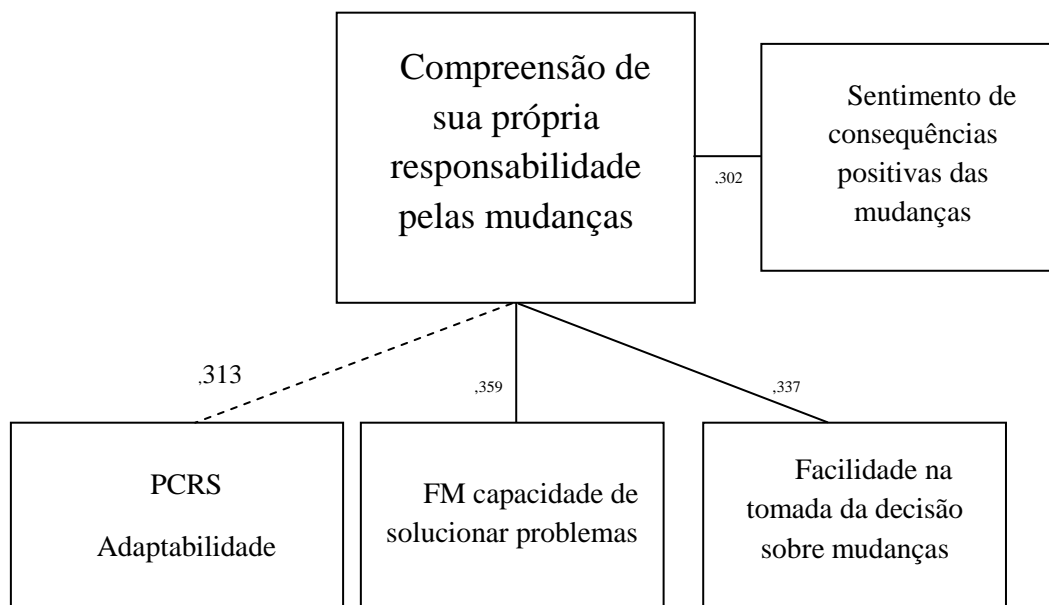 Compreensão de
sua própria
responsabilidade
pelas mudanças
Sentimento de
consequências
positivas das
mudanças
,302
,313
,359
,337
PCRS
Adaptabilidade
FM capacidade de
solucionar problemas
Facilidade na
tomada da decisão
sobre mudanças